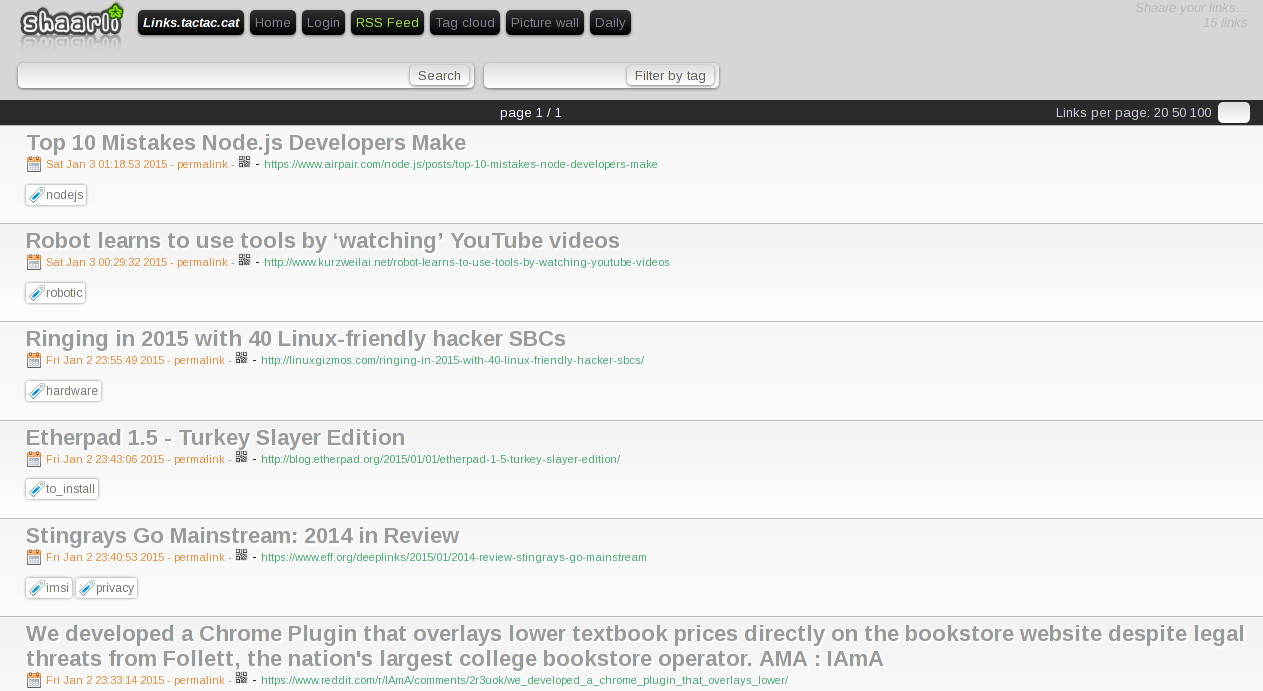 shaarli
Links.tactac.cat Home Login RSS Feed Tag cloud Picture wall Daily
Shaare your links...
15 links
Search Filter by tag
page 1 / 1 Links per page: 20 50 100
Top 10 Mistakes Node.js Developers Make
Sat Jan 3 01:18:53 2015 - permalink - - https://www.airpair.com/node.js/posts/top-10-mistakes-node-developers-make
nodejs
Robot learns to use tools by ‘watching’ YouTube videos
Sat Jan 3 00:29:32 2015 - permalink - - http://www.kurzweilai.net/robot-learns-to-use-tools-by-watching-youtube-videos
robotic
Ringing in 2015 with 40 Linux-friendly hacker SBCs
Fri Jan 2 23:55:49 2015 - permalink - - http://linuxgizmos.com/ringing-in-2015-with-40-linux-friendly-hacker-sbcs/
hardware
Etherpad 1.5 - Turkey Slayer Edition
Fri Jan 2 23:43:06 2015 - permalink - - http://blog.etherpad.org/2015/01/01/etherpad-1-5-turkey-slayer-edition/
to_install
Stingrays Go Mainstream: 2014 in Review
Fri Jan 2 23:40:53 2015 - permalink - - https://www.eff.org/deeplinks/2015/01/2014-review-stingrays-go-mainstream
imsi privacy
We developed a Chrome Plugin that overlays lower textbook prices directly on the bookstore website despite legal
threats from Follett, the nation's largest college bookstore operator. AMA : IAmA
Fri Jan 2 23:33:14 2015 - permalink - - https://www.reddit.com/r/IAmA/comments/2r3uok/we_developed_a_chrome_plugin_that_overlays_lower/